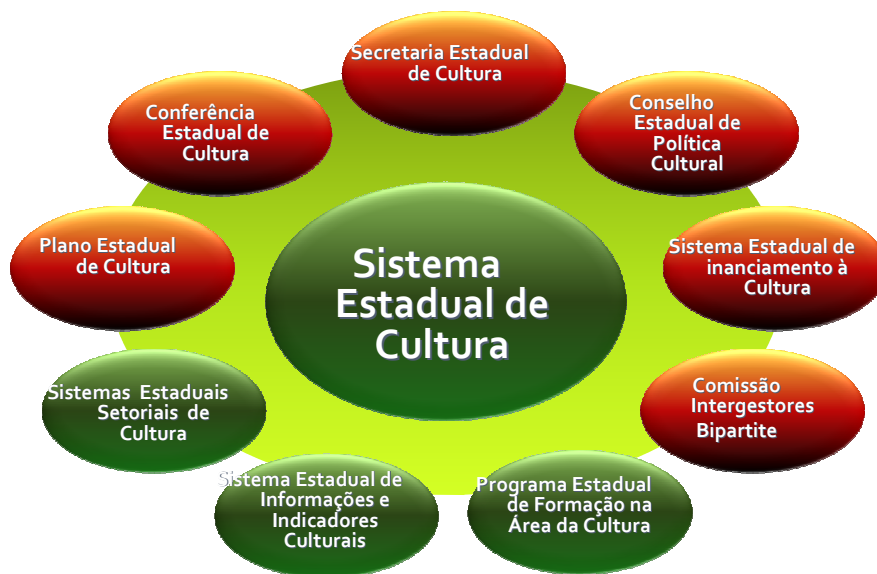 Secretaria Estadual
de Cultura
Conferência
Estadual de
Cultura
Conselho
Estadual de
Política
Cultural
Plano Estadual
de Cultura
Sistema
Estadual de
Cultura
Sistema Estadual de
inanciamento à
Cultura
Sistemas Estaduais
Setoriais de
Cultura
Comissão
Intergestores
Bipartite
Sistema Estadual de
Informações e
Indicadores
Culturais
Programa Estadual
de Formação na
Área da Cultura